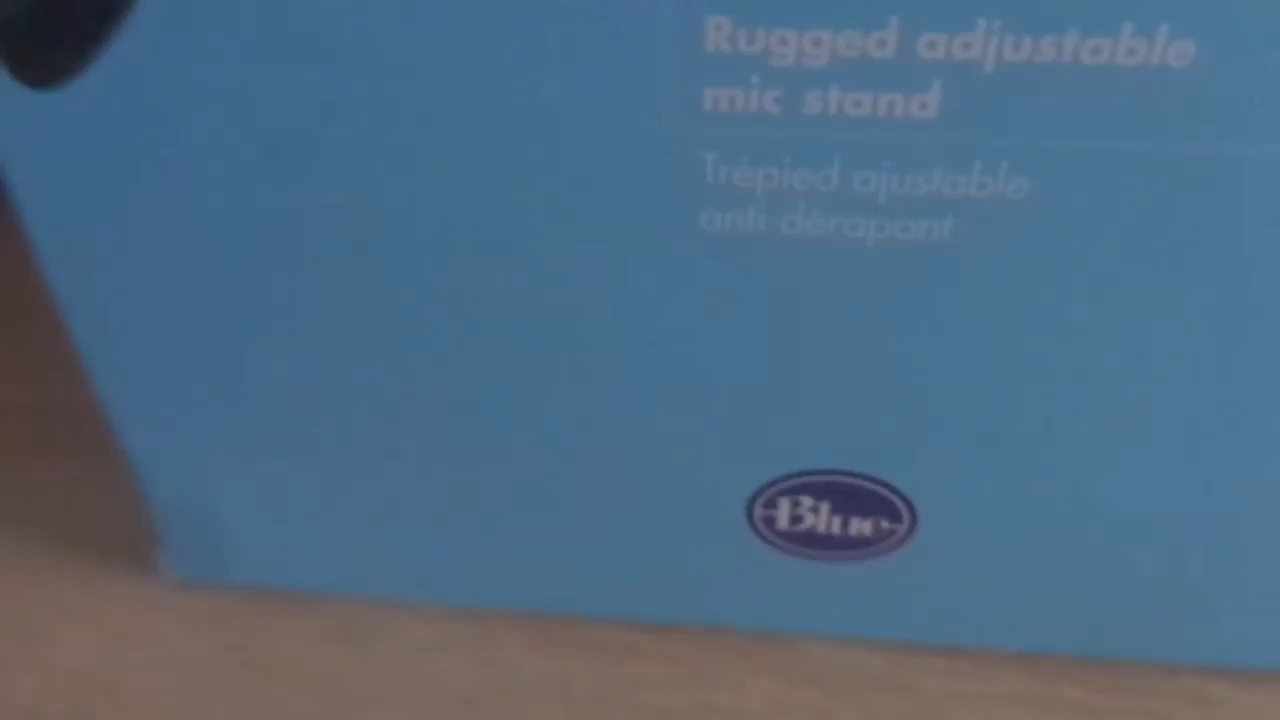 Rugged adjustable
mic stand
Trépied ajustable
anti-dérapant
Blue